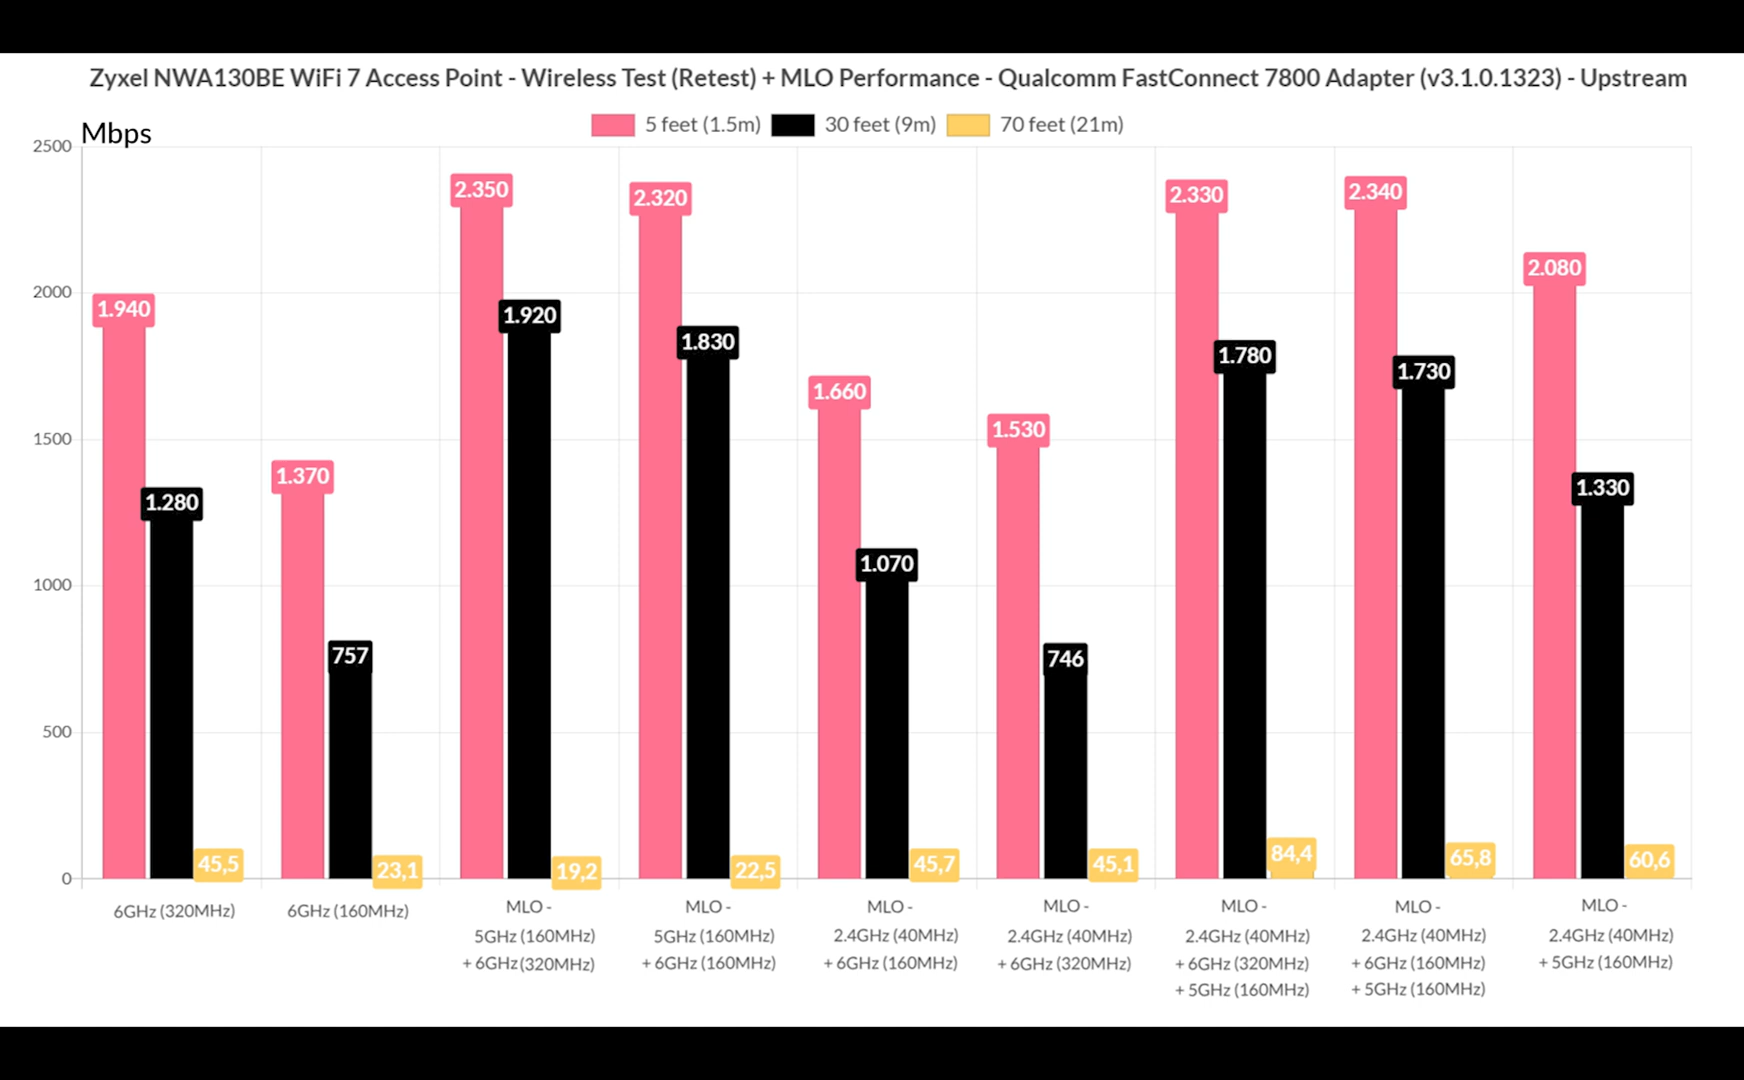 Zyxel NWA130BE WiFi 7 Access Point - Wireless Test (Retest) + MLO Performance - Qualcomm FastConnect 7800 Adapter (v3.1.0.1323) - Upstream
5 feet (1.5m) 30 feet (9m) 70 feet (21m)
Mbps
2500
2000
1500
1000
500
0
1.940
1.280
45,5
1.370
757
23,1
2.350
1.920
19,2
2.320
1.830
22,5
1.660
1.070
45,7
1.530
746
45,1
2.330
1.780
84,4
2.340
1.730
65,8
2.080
1.330
60,6
6GHz (320MHz)
6GHz (160MHz)
MLO -
5GHz (160MHz)
+ 6GHz (320MHz)
MLO -
5GHz (160MHz)
+ 6GHz (160MHz)
MLO -
2.4GHz (40MHz)
+ 6GHz (160MHz)
MLO -
2.4GHz (40MHz)
+ 6GHz (320MHz)
MLO -
2.4GHz (40MHz)
+ 6GHz (320MHz)
+ 5GHz (160MHz)
MLO -
2.4GHz (40MHz)
+ 6GHz (160MHz)
+ 5GHz (160MHz)
MLO -
2.4GHz (40MHz)
+ 5GHz (160MHz)